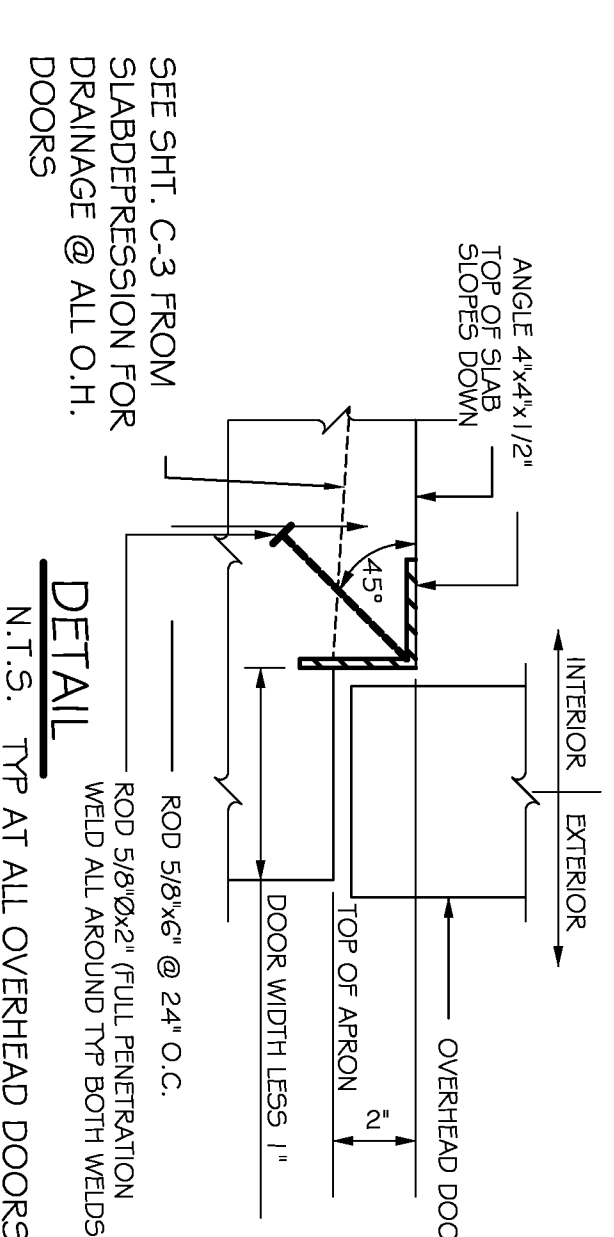 ANGLE 4"x4"x1/2"
TOP OF SLAB
SLOPES DOWN
INTERIOR
EXTERIOR
45°
2"
TOP OF APRON
DOOR WIDTH LESS 1"
SEE SHT. C-3 FROM
SLABDEPRESSION FOR
DRAINAGE @ ALL O.H.
DOORS
ROD 5/8"x6" @ 24" O.C.
ROD 5/8"Øx2" (FULL PENETRATION
WELD ALL AROUND TYP BOTH WELDS
DETAIL
N.T.S. TYP AT ALL OVERHEAD DOORS
OVERHEAD